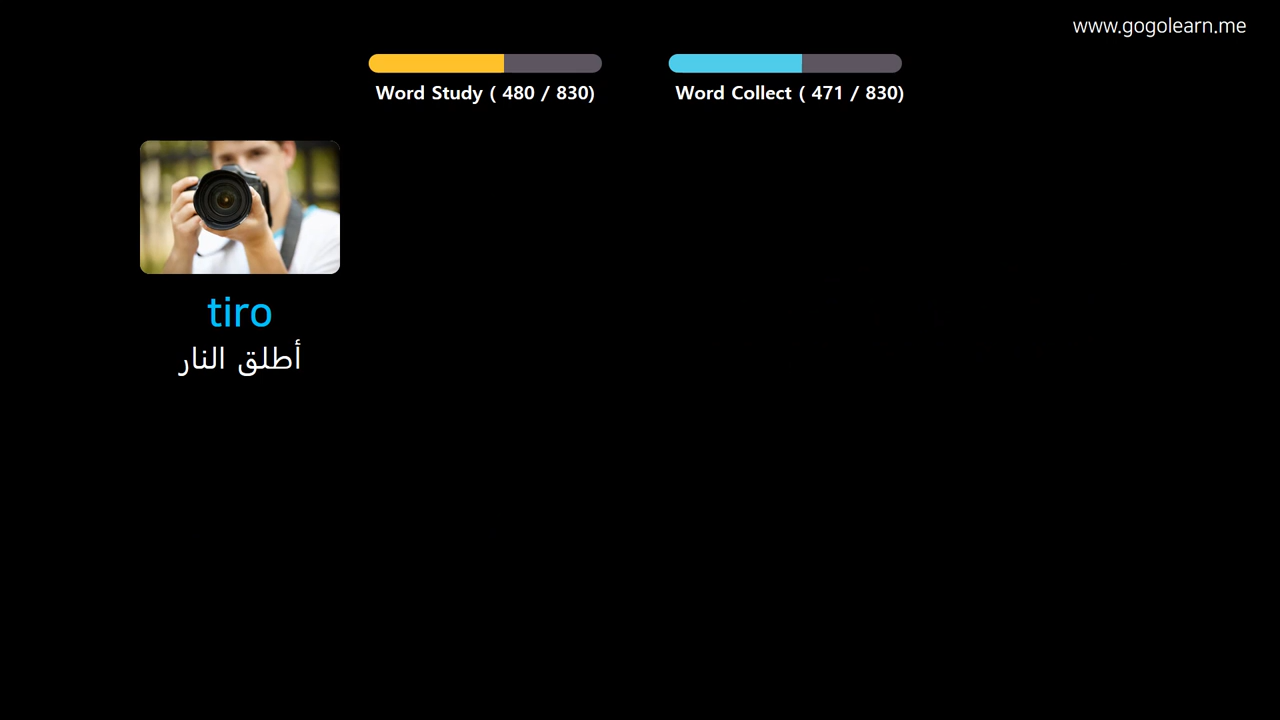 www.gogolearn.me
Word Study ( 480 / 830)
Word Collect ( 471 / 830)
tiro
أطلق النار